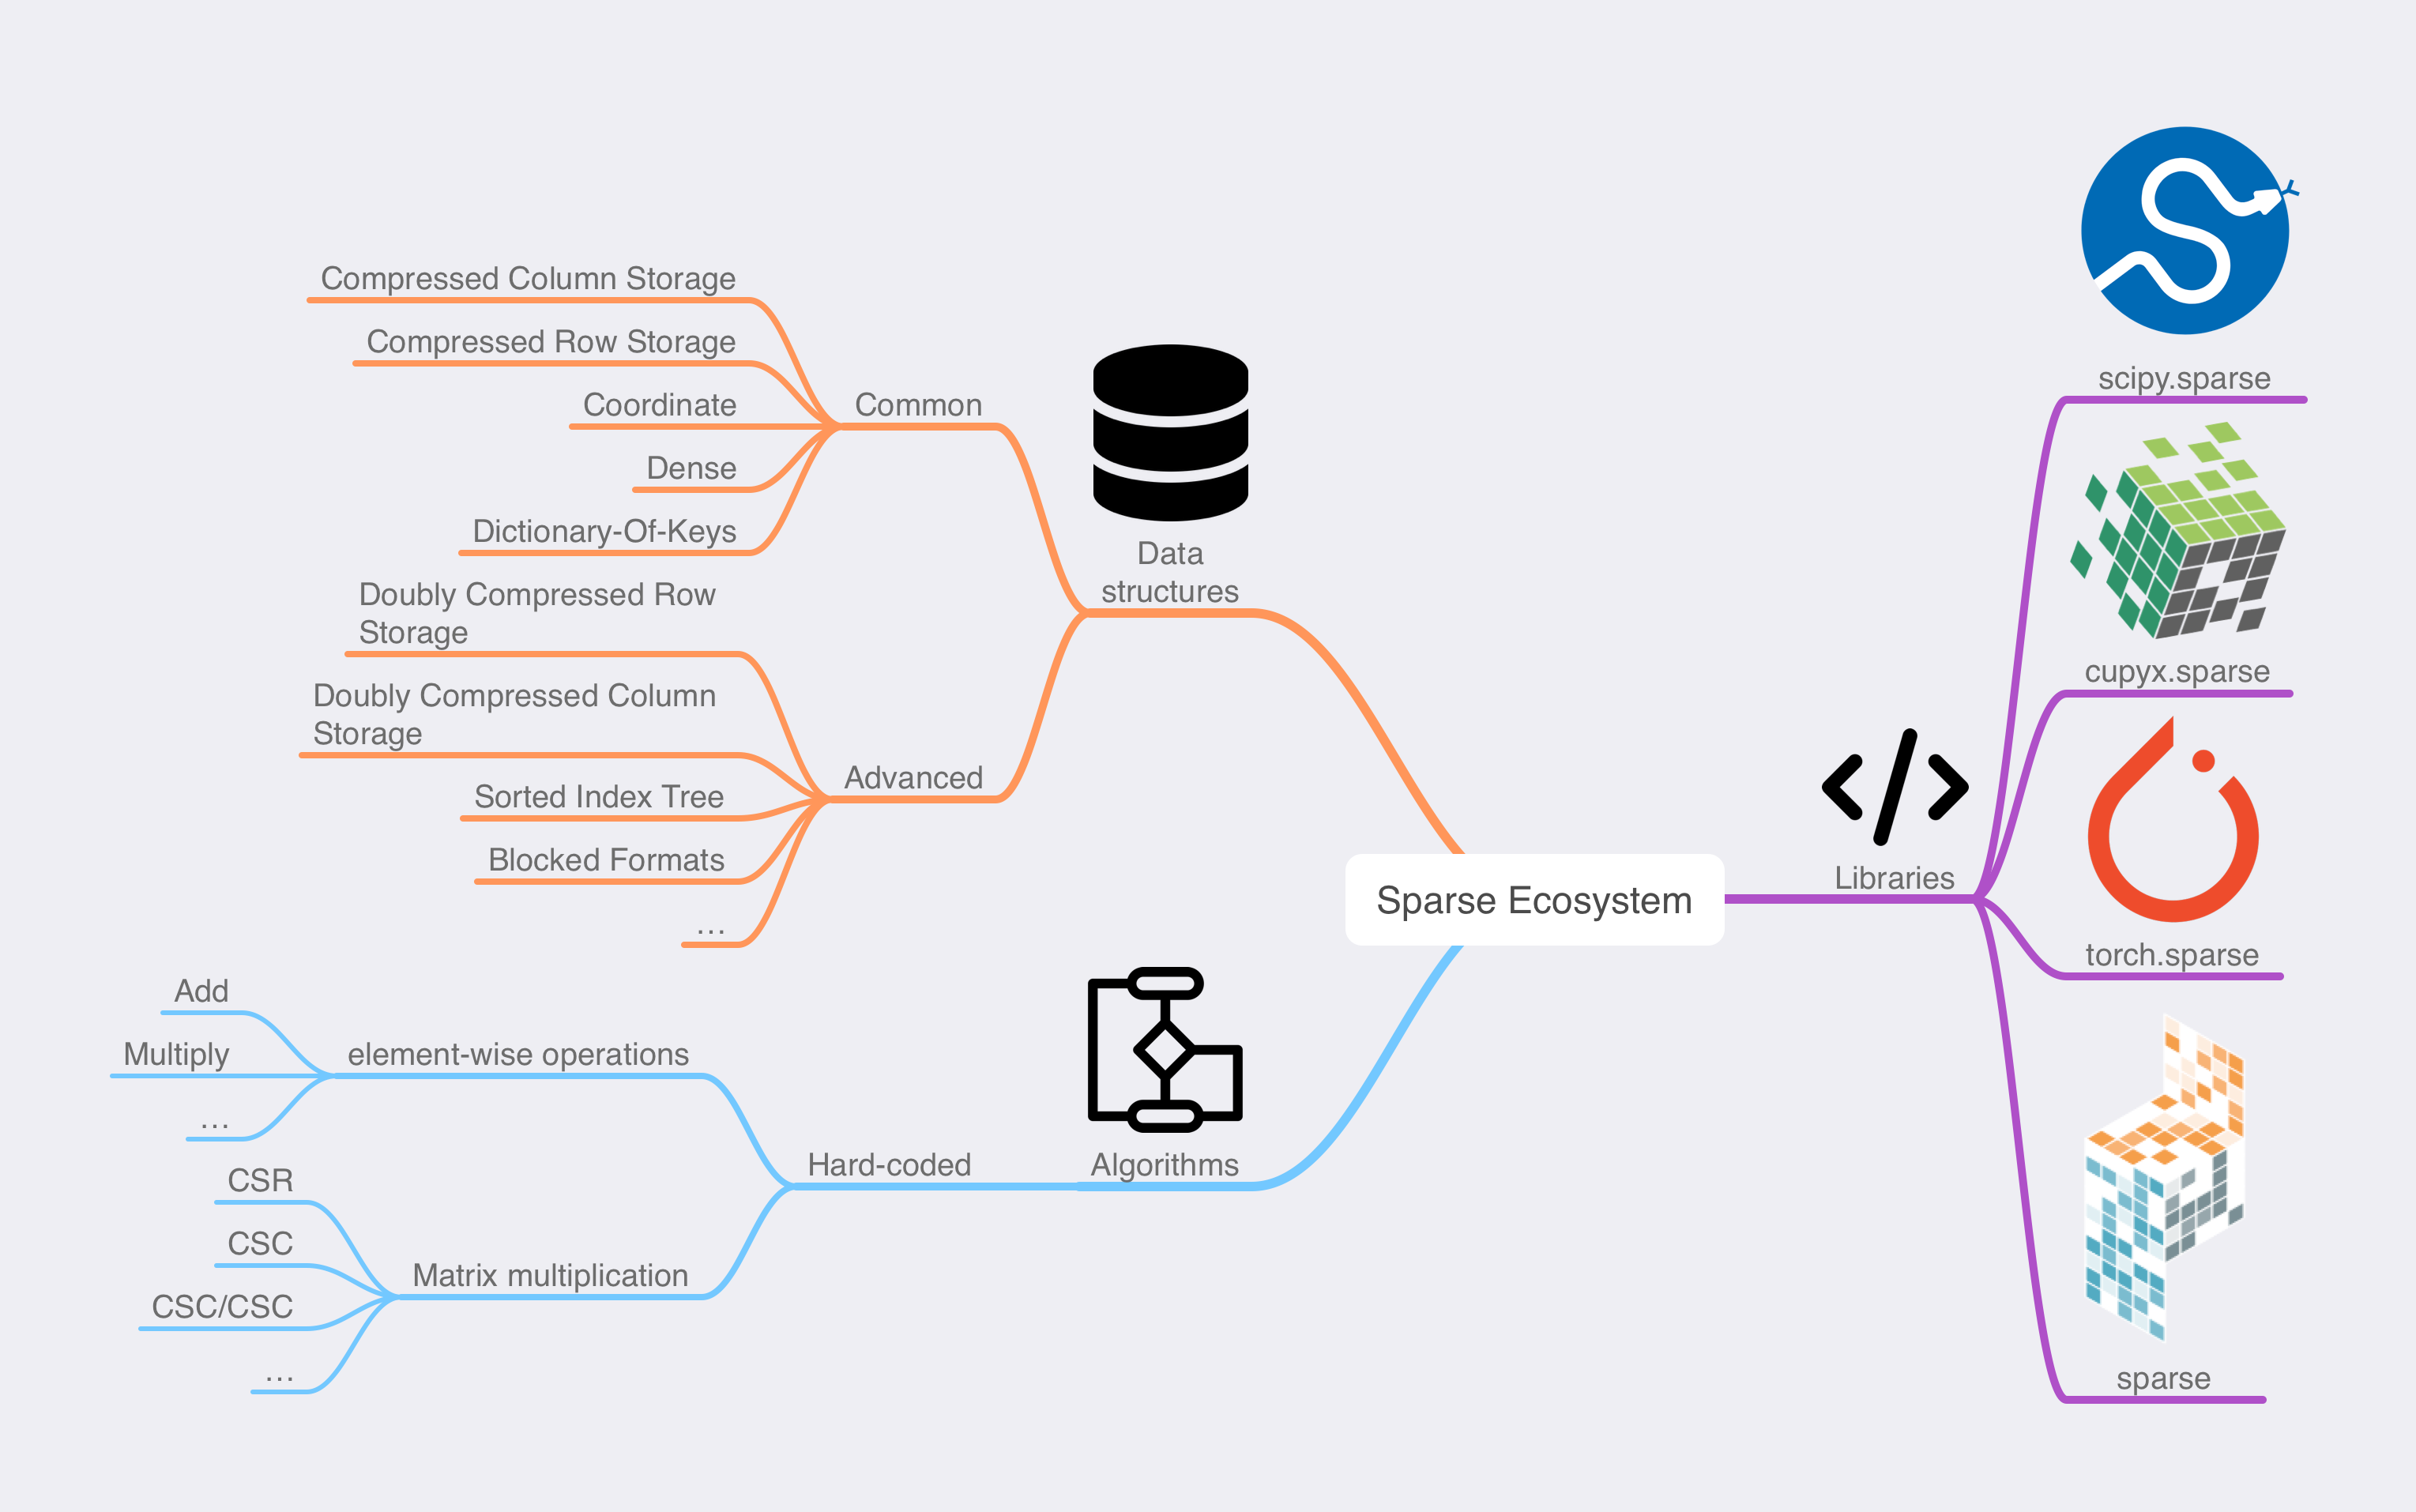 Compressed Column Storage
Compressed Row Storage
Coordinate
Dense
Dictionary-Of-Keys
Common
Doubly Compressed Row
Storage
Doubly Compressed Column
Storage
Sorted Index Tree
Blocked Formats
...
Advanced
Data
structures
Add
Multiply
...
element-wise operations
CSR
CSC
CSC/CSC
...
Matrix multiplication
Hard-coded
Algorithms
Sparse Ecosystem
Libraries
scipy.sparse
cupyx.sparse
torch.sparse
sparse